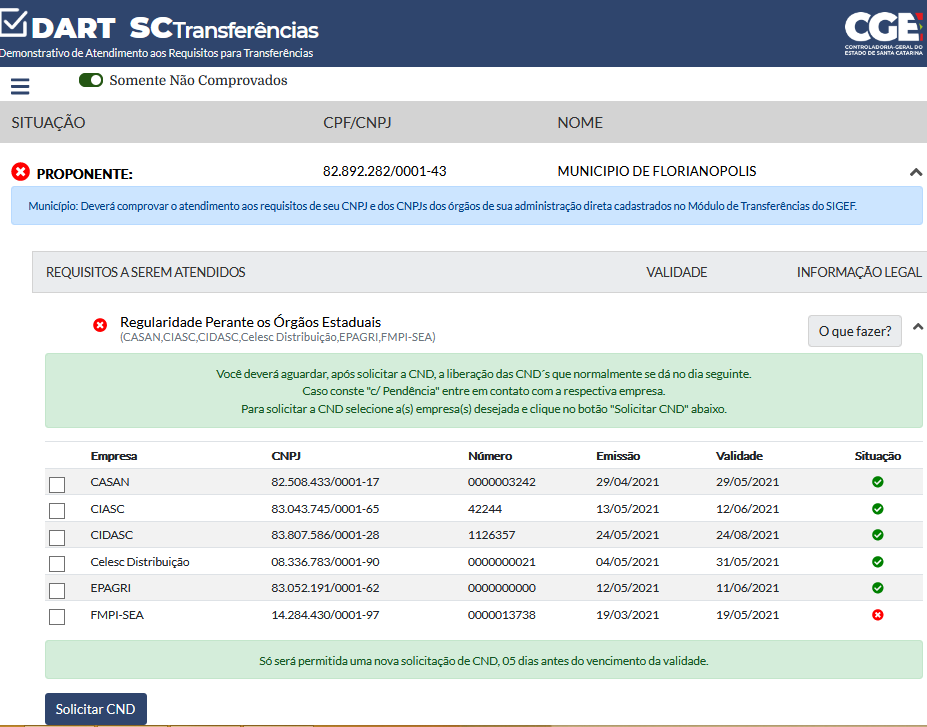 DART SC Transferências
Demonstrativo de Atendimento aos Requisitos para Transferências
CGE
CONTROLADORIA-GERAL DO
ESTADO DE SANTA CATARINA
Somente Não Comprovados
SITUAÇÃO CPF/CNPJ NOME
PROPONENTE: 82.892.282/0001-43 MUNICIPIO DE FLORIANOPOLIS
Município: Deverá comprovar o atendimento aos requisitos de seu CNPJ e dos CNPJs dos órgãos de sua administração direta cadastrados no Módulo de Transferências do SIGEF.
REQUISITOS A SEREM ATENDIDOS VALIDADE INFORMAÇÃO LEGAL
Regularidade Perante os Órgãos Estaduais
(CASAN,CIASC,CIDASC,Celesc Distribuição,EPAGRI,FMPI-SEA)
O que fazer?
Você deverá aguardar, após solicitar a CND, a liberação das CND´s que normalmente se dá no dia seguinte.
Caso conste "c/ Pendência" entre em contato com a respectiva empresa.
Para solicitar a CND selecione a(s) empresa(s) desejada e clique no botão "Solicitar CND" abaixo.
Empresa CNPJ Número Emissão Validade Situação
CASAN 82.508.433/0001-17 0000003242 29/04/2021 29/05/2021
CIASC 83.043.745/0001-65 42244 13/05/2021 12/06/2021
CIDASC 83.807.586/0001-28 1126357 24/05/2021 24/08/2021
Celesc Distribuição 08.336.783/0001-90 0000000021 04/05/2021 31/05/2021
EPAGRI 83.052.191/0001-62 0000000000 12/05/2021 11/06/2021
FMPI-SEA 14.284.430/0001-97 0000013738 19/03/2021 19/05/2021
Só será permitida uma nova solicitação de CND, 05 dias antes do vencimento da validade.
Solicitar CND